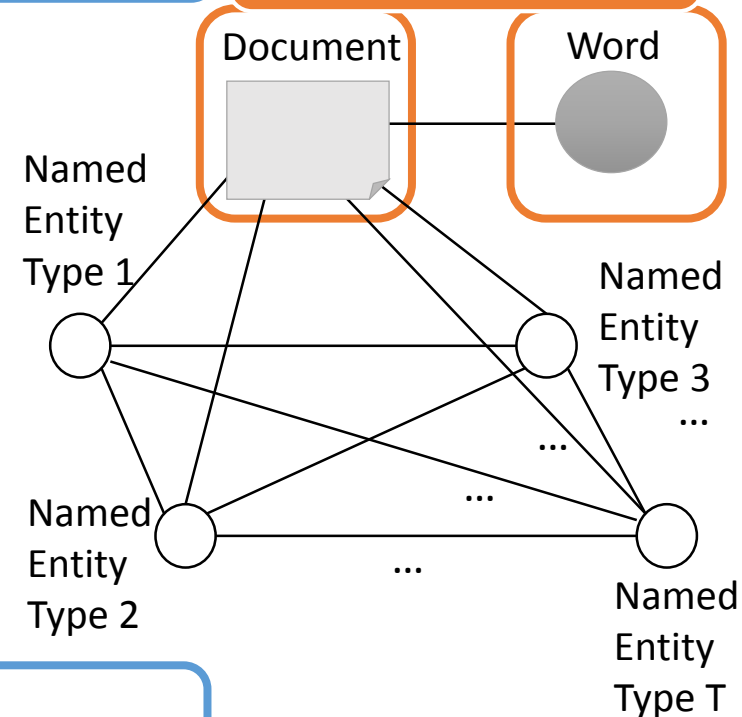 Document
Word
Named
Entity
Type 1
Named
Entity
Type 3
...
...
...
Named
Entity
Type 2
...
Named
Entity
Type T